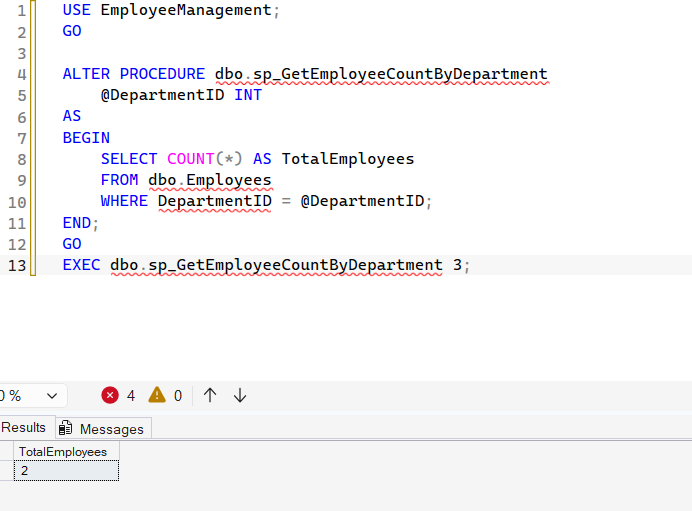 1 USE EmployeeManagement;
2 GO
3
4 ALTER PROCEDURE dbo.sp_GetEmployeeCountByDepartment
5 @DepartmentID INT
6 AS
7 BEGIN
8 SELECT COUNT(*) AS TotalEmployees
9 FROM dbo.Employees
10 WHERE DepartmentID = @DepartmentID;
11 END;
12 GO
13 EXEC dbo.sp_GetEmployeeCountByDepartment 3;
0 % 4 0
Results Messages
TotalEmployees
2